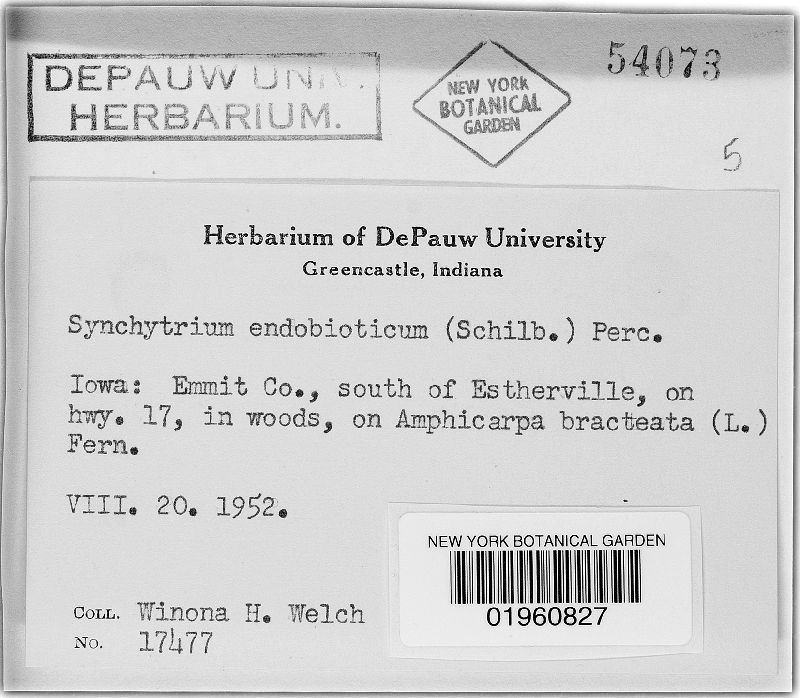 DEPAUW UNIV.
HERBARIUM.
NEW YORK
BOTANICAL
GARDEN
54073
5
Herbarium of DePauw University
Greencastle, Indiana
Synchytrium endobioticum (Schilb.) Perc.
Iowa: Emmit Co., south of Estherville, on
hwy. 17, in woods, on Amphicarpa bracteata (L.)
Fern.
VIII. 20. 1952.
NEW YORK BOTANICAL GARDEN
01960827
COLL. Winona H. Welch
NO. 17477